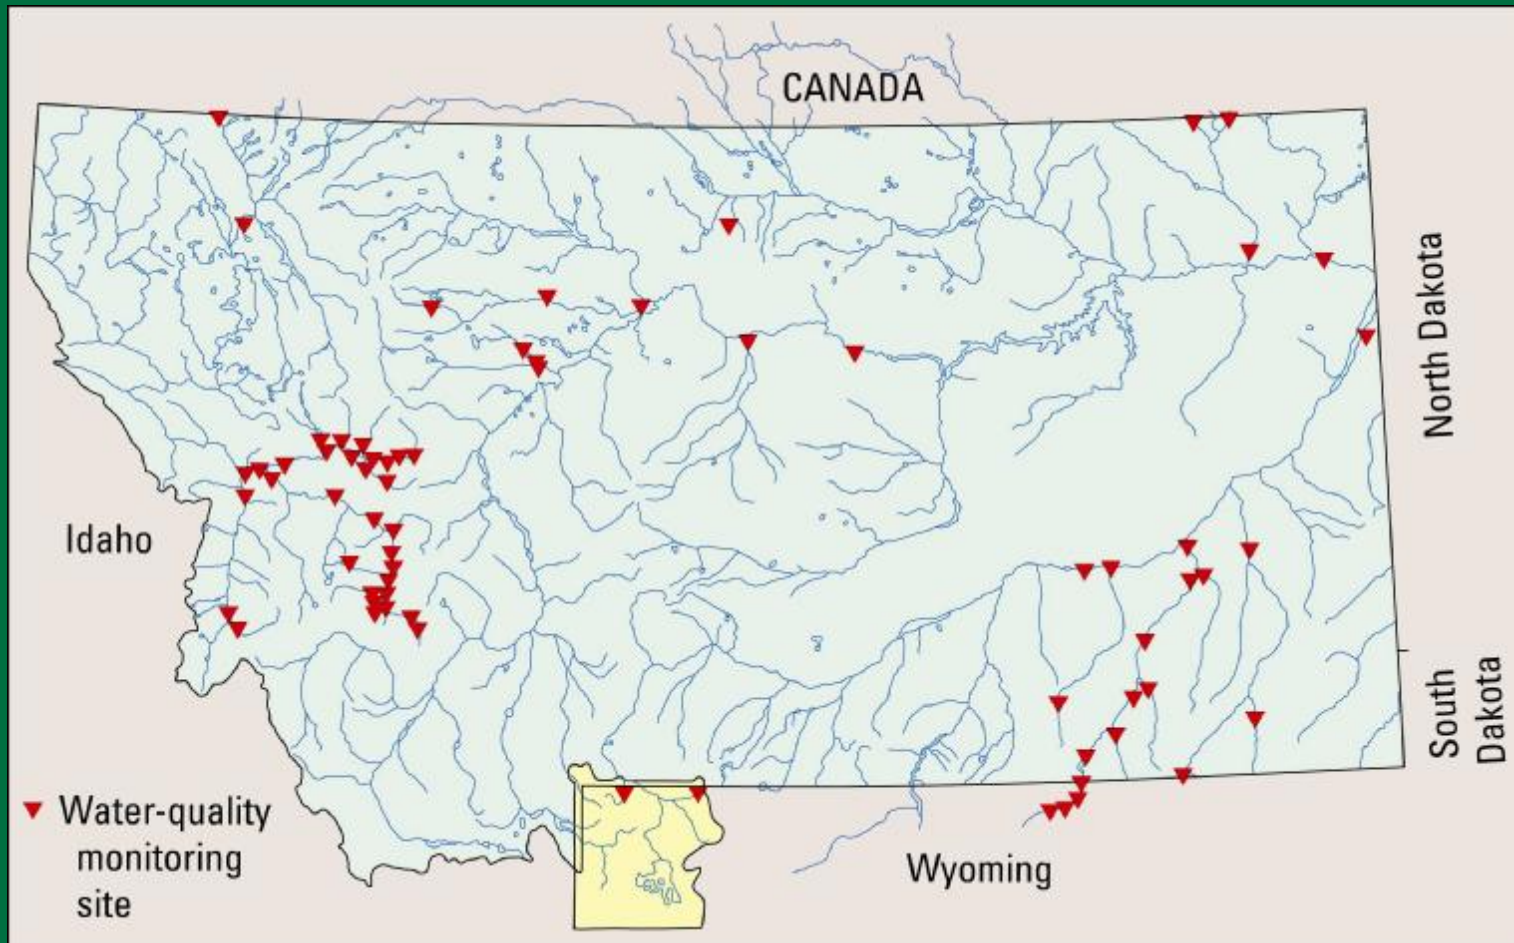 CANADA
North Dakota
Idaho
South
Dakota
Water-quality
monitoring
site
Wyoming